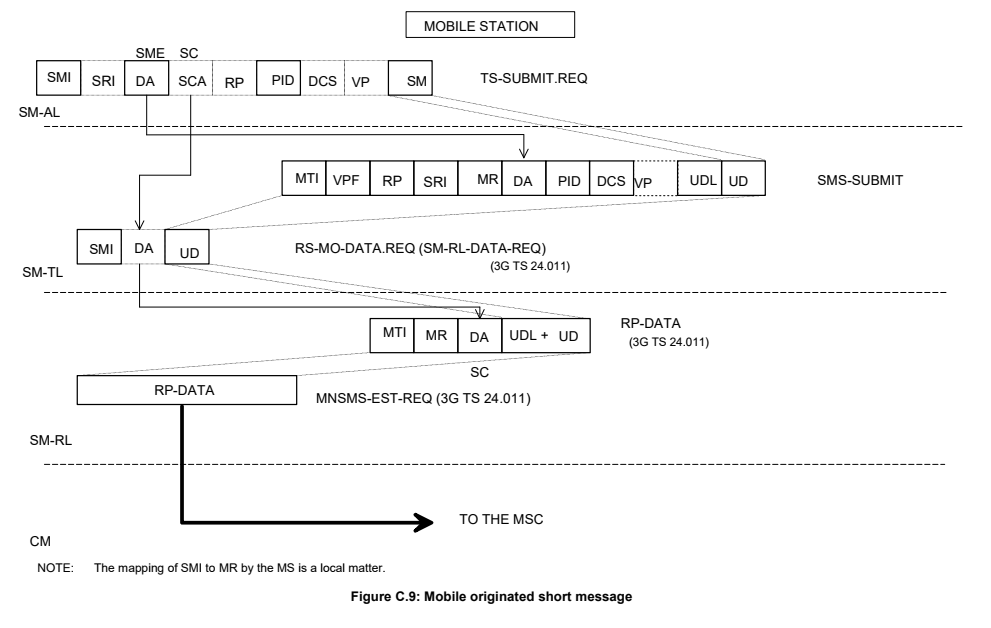 MOBILE STATION
SME SC
SMI SRI DA SCA RP PID DCS VP SM
TS-SUBMIT.REQ
SM-AL
MTI VPF RP SRI MR DA PID DCS VP UDL UD
SMS-SUBMIT
SMI DA UD
RS-MO-DATA.REQ (SM-RL-DATA-REQ)
(3G TS 24.011)
SM-TL
MTI MR DA UDL + UD
RP-DATA
(3G TS 24.011)
SC
RP-DATA
MNSMS-EST-REQ (3G TS 24.011)
SM-RL
TO THE MSC
CM
NOTE: The mapping of SMI to MR by the MS is a local matter.
Figure C.9: Mobile originated short message